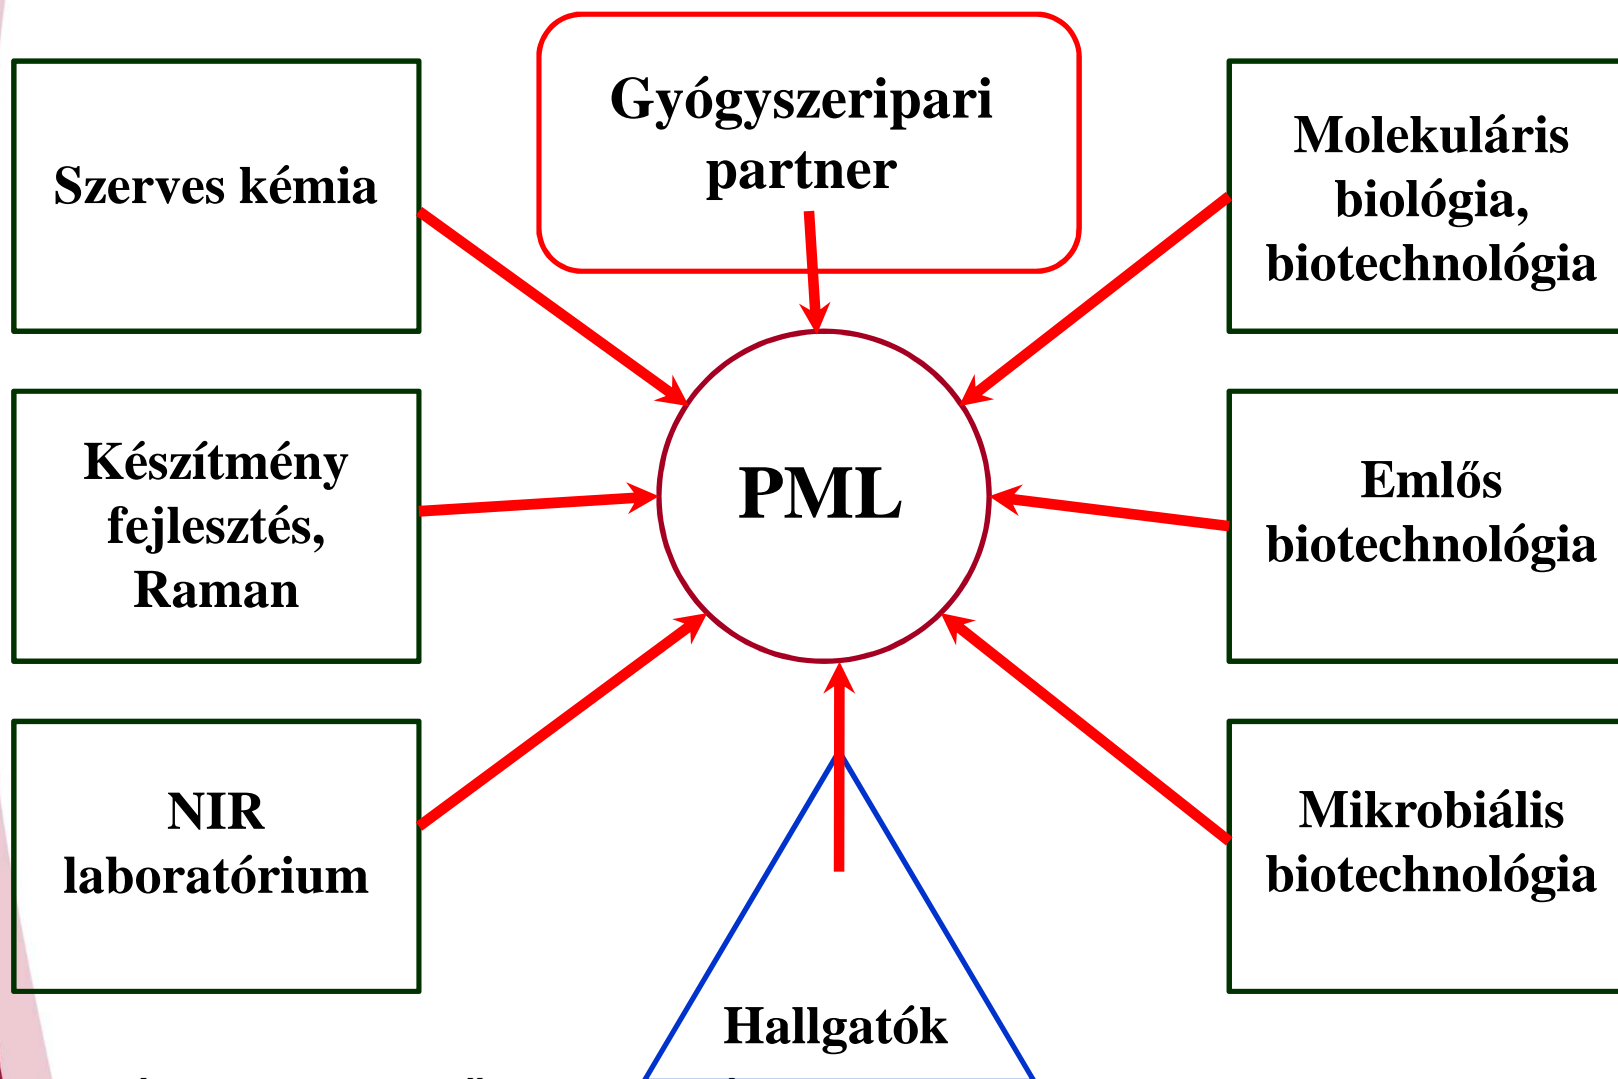 Gyógyszeripari
partner
Szerves kémia
Molekuláris
biológia,
biotechnológia
Készítmény
fejlesztés,
Raman
PML
Emlős
biotechnológia
NIR
laboratórium
Mikrobiális
biotechnológia
Hallgatók